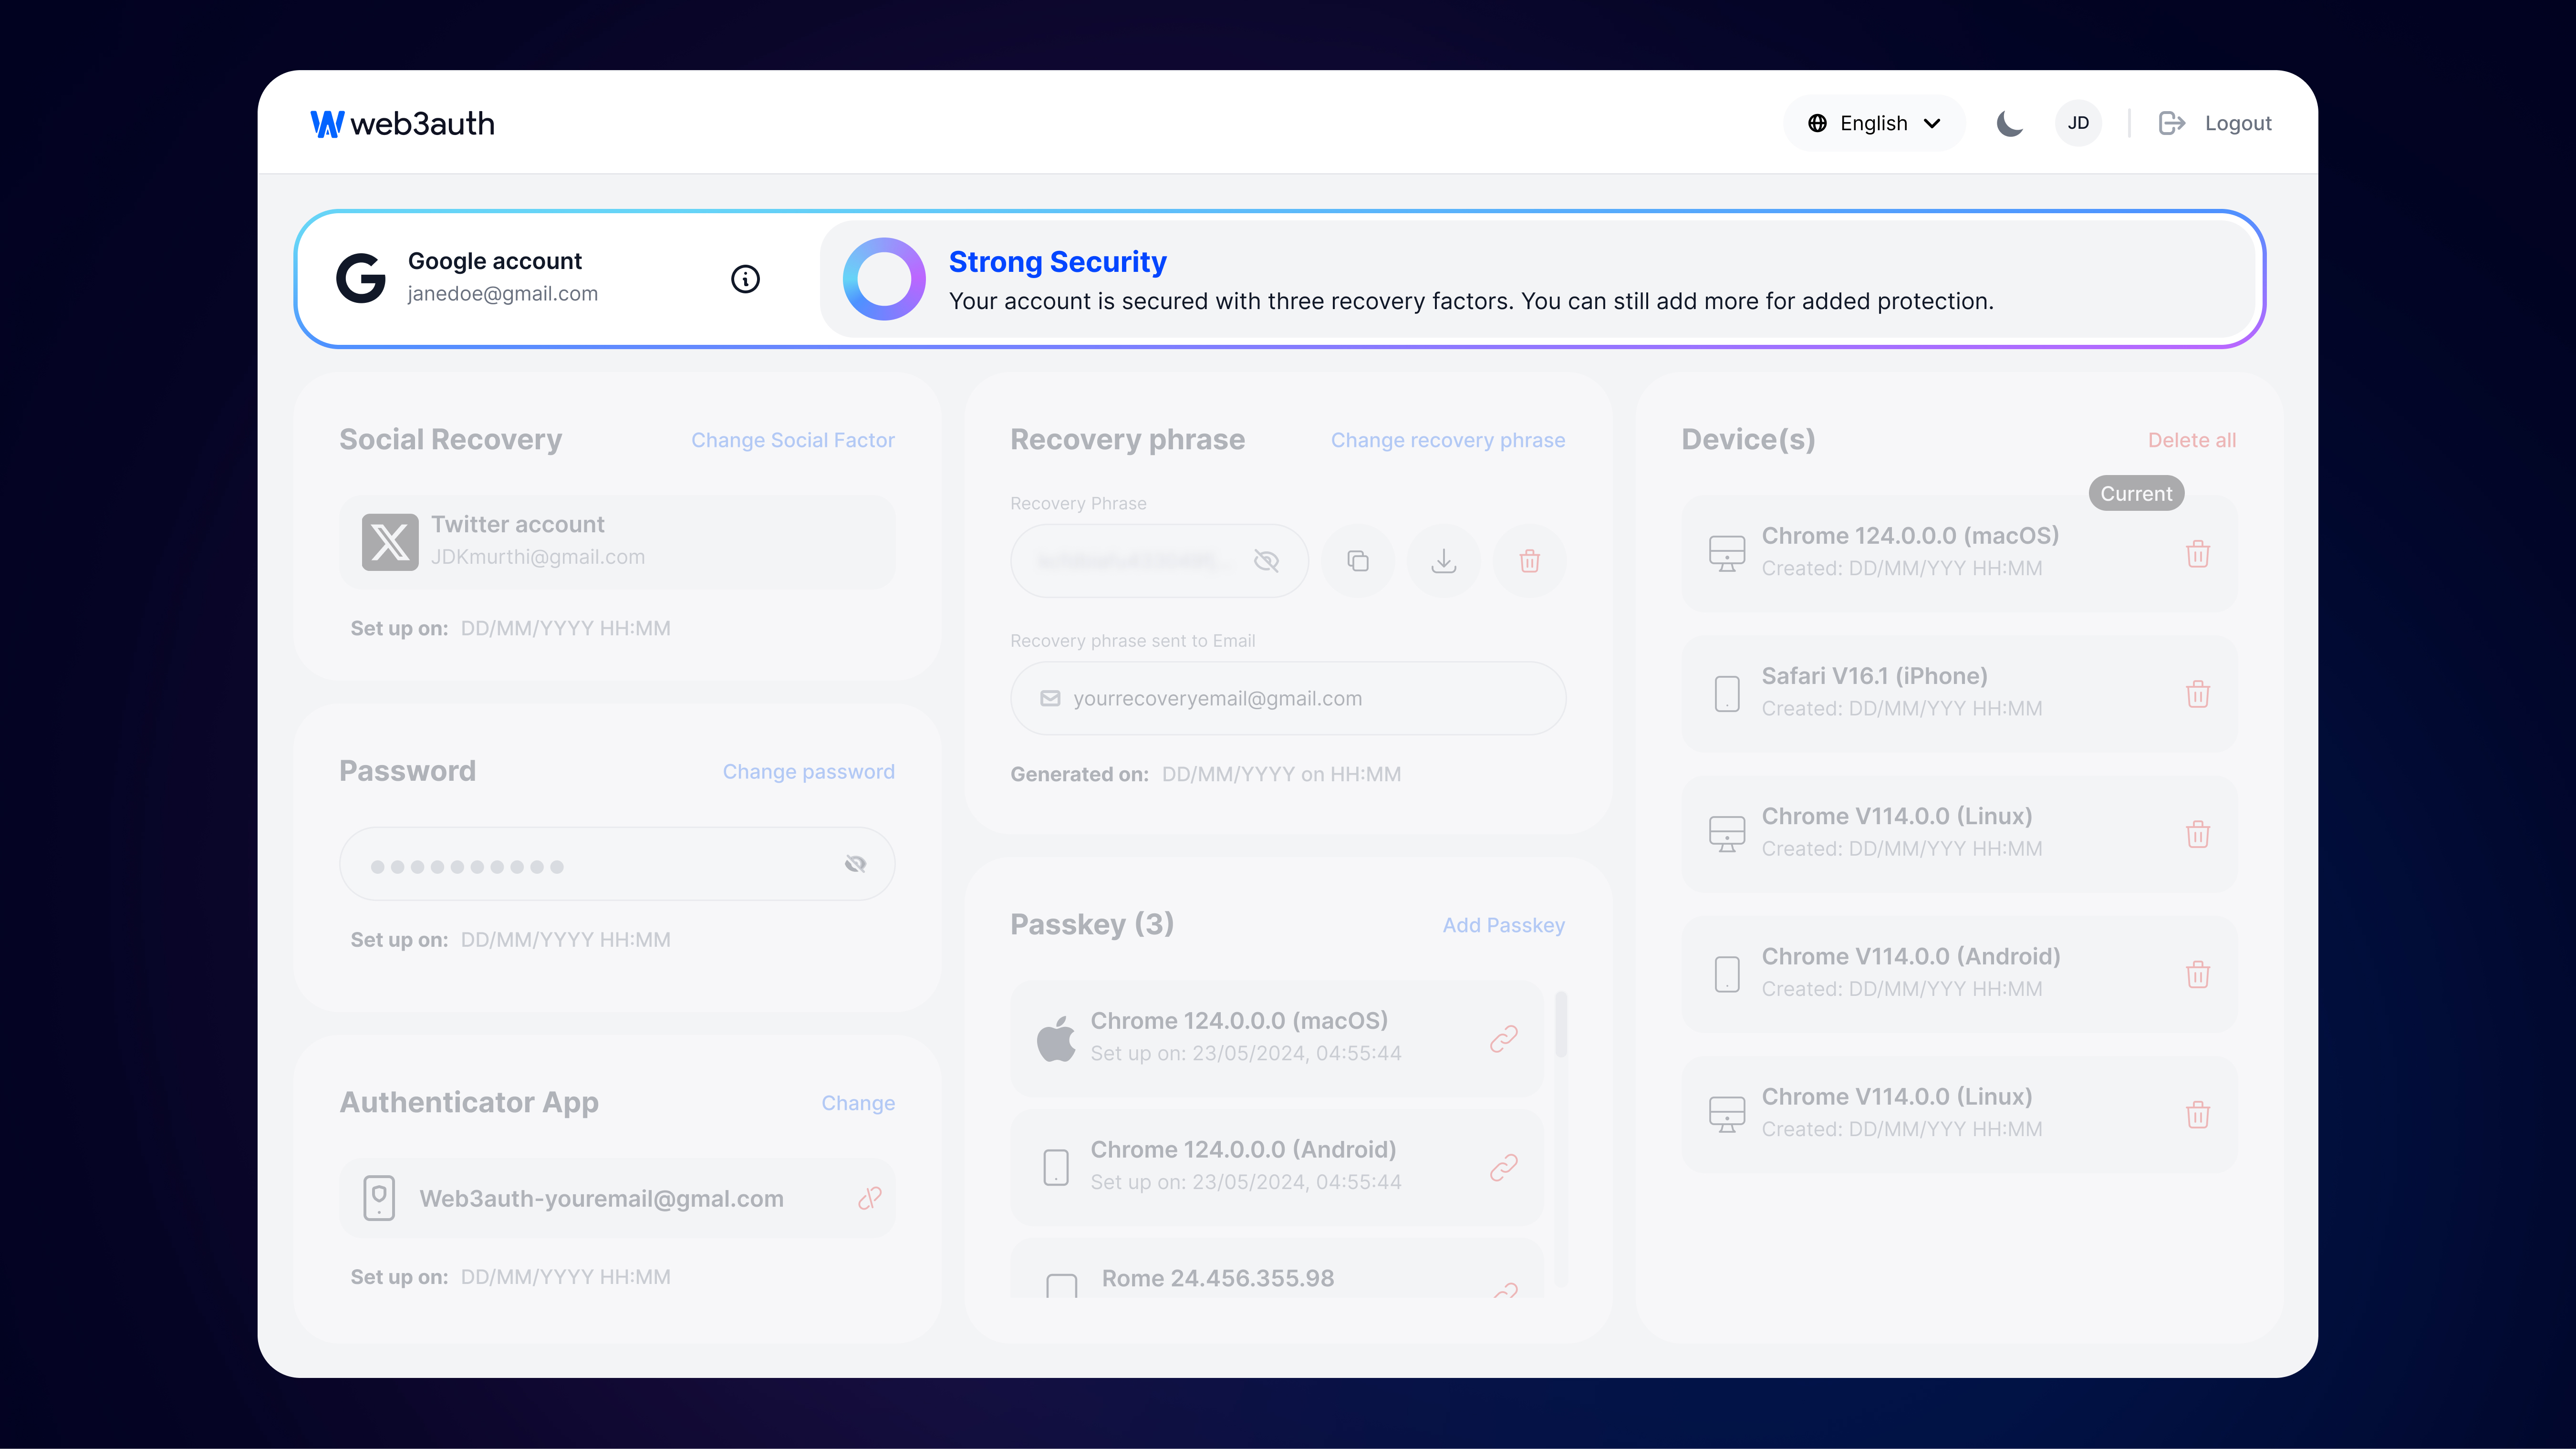 web3auth
English
JD
Logout
Google account
janedoe@gmail.com
Strong Security
Your account is secured with three recovery factors. You can still add more for added protection.
Social Recovery
Change Social Factor
Twitter account
JDKmurthi@gmail.com
Set up on: DD/MM/YYYY HH:MM
Password
Change password
Set up on: DD/MM/YYYY HH:MM
Authenticator App
Change
Web3auth-youremail@gmal.com
Set up on: DD/MM/YYYY HH:MM
Recovery phrase
Change recovery phrase
Recovery Phrase
Recovery phrase sent to Email
yourrecoveryemail@gmail.com
Generated on: DD/MM/YYYY on HH:MM
Passkey (3)
Add Passkey
Chrome 124.0.0.0 (macOS)
Set up on: 23/05/2024, 04:55:44
Chrome 124.0.0.0 (Android)
Set up on: 23/05/2024, 04:55:44
Rome 24.456.355.98
Device(s)
Delete all
Current
Chrome 124.0.0.0 (macOS)
Created: DD/MM/YYY HH:MM
Safari V16.1 (iPhone)
Created: DD/MM/YYY HH:MM
Chrome V114.0.0 (Linux)
Created: DD/MM/YYY HH:MM
Chrome V114.0.0 (Android)
Created: DD/MM/YYY HH:MM
Chrome V114.0.0 (Linux)
Created: DD/MM/YYY HH:MM